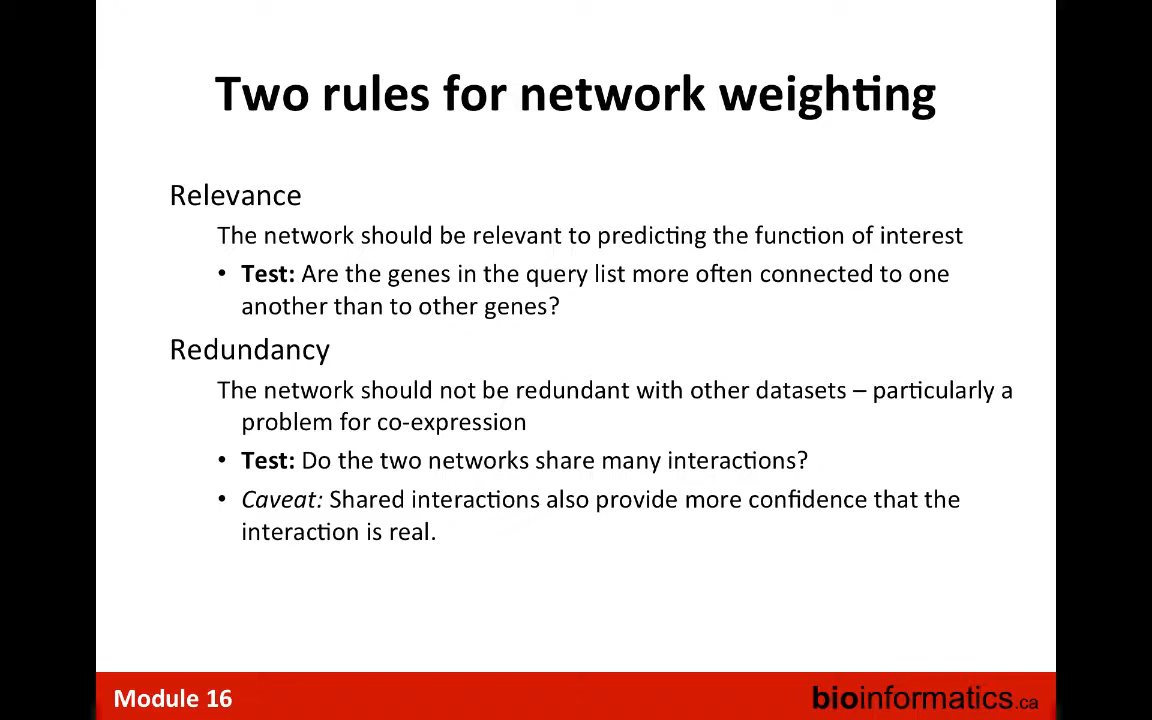 Two rules for network weighting
Relevance
The network should be relevant to predicting the function of interest
• Test: Are the genes in the query list more often connected to one
another than to other genes?
Redundancy
The network should not be redundant with other datasets – particularly a
problem for co-expression
• Test: Do the two networks share many interactions?
• Caveat: Shared interactions also provide more confidence that the
interaction is real.
Module 16
bioinformatics.ca